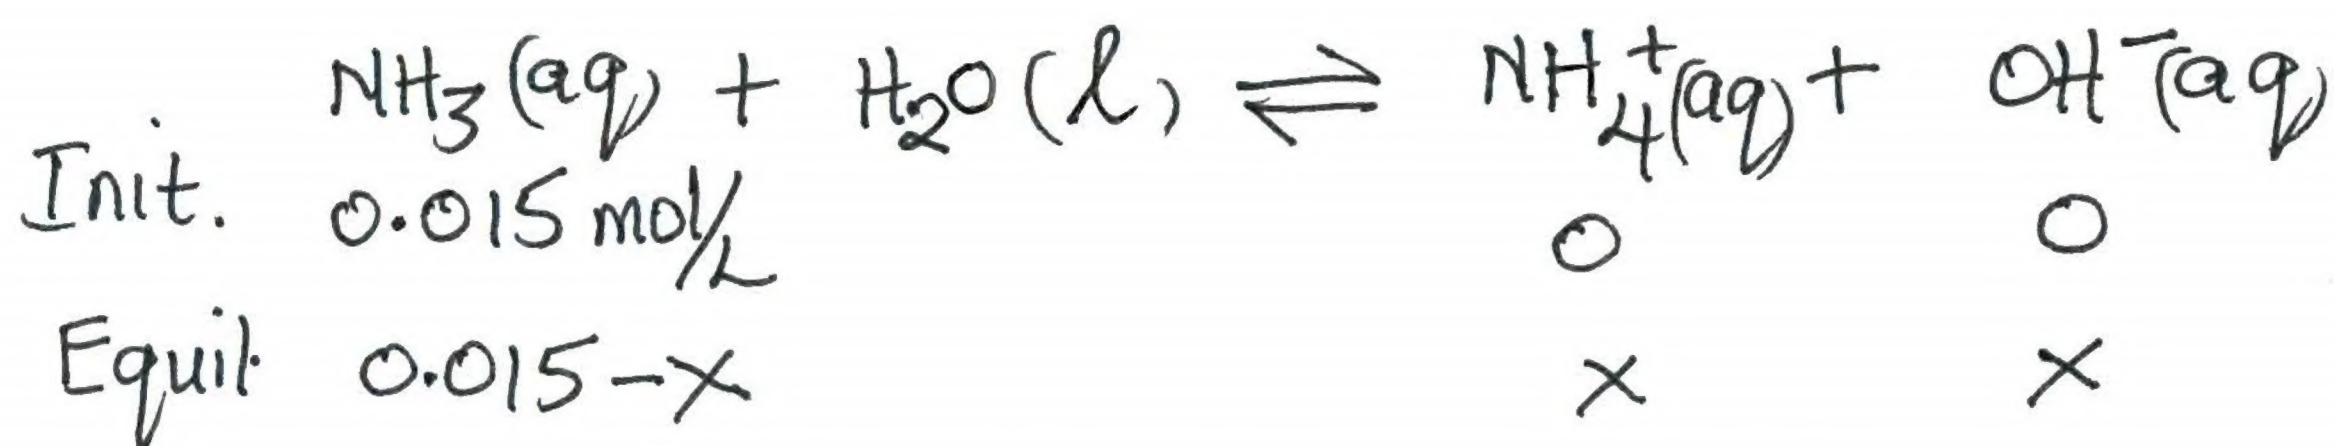 NH₃(aq) + H₂O(l) ⇌ NH₄⁺(aq) + OH⁻(aq)
Init. 0.015 mol/L 0 0
Equil. 0.015-x x x